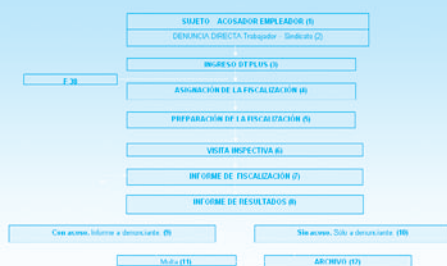 SUJETO ACOSADOR EMPLEADOR (1)
DENUNCIA DIRECTA Trabajador – Sindicato (2)
INGRESO DT PLUS (3)
F 30
ASIGNACIÓN DE LA FISCALIZACIÓN (4)
PREPARACIÓN DE LA FISCALIZACIÓN (5)
VISITA INSPECTIVA (6)
INFORME DE FISCALIZACIÓN (7)
INFORME DE RESULTADOS (8)
Con acoso. Informe a denunciante (9)
Sin acoso. Sólo a denunciante (10)
Multa (11)
ARCHIVO (12)